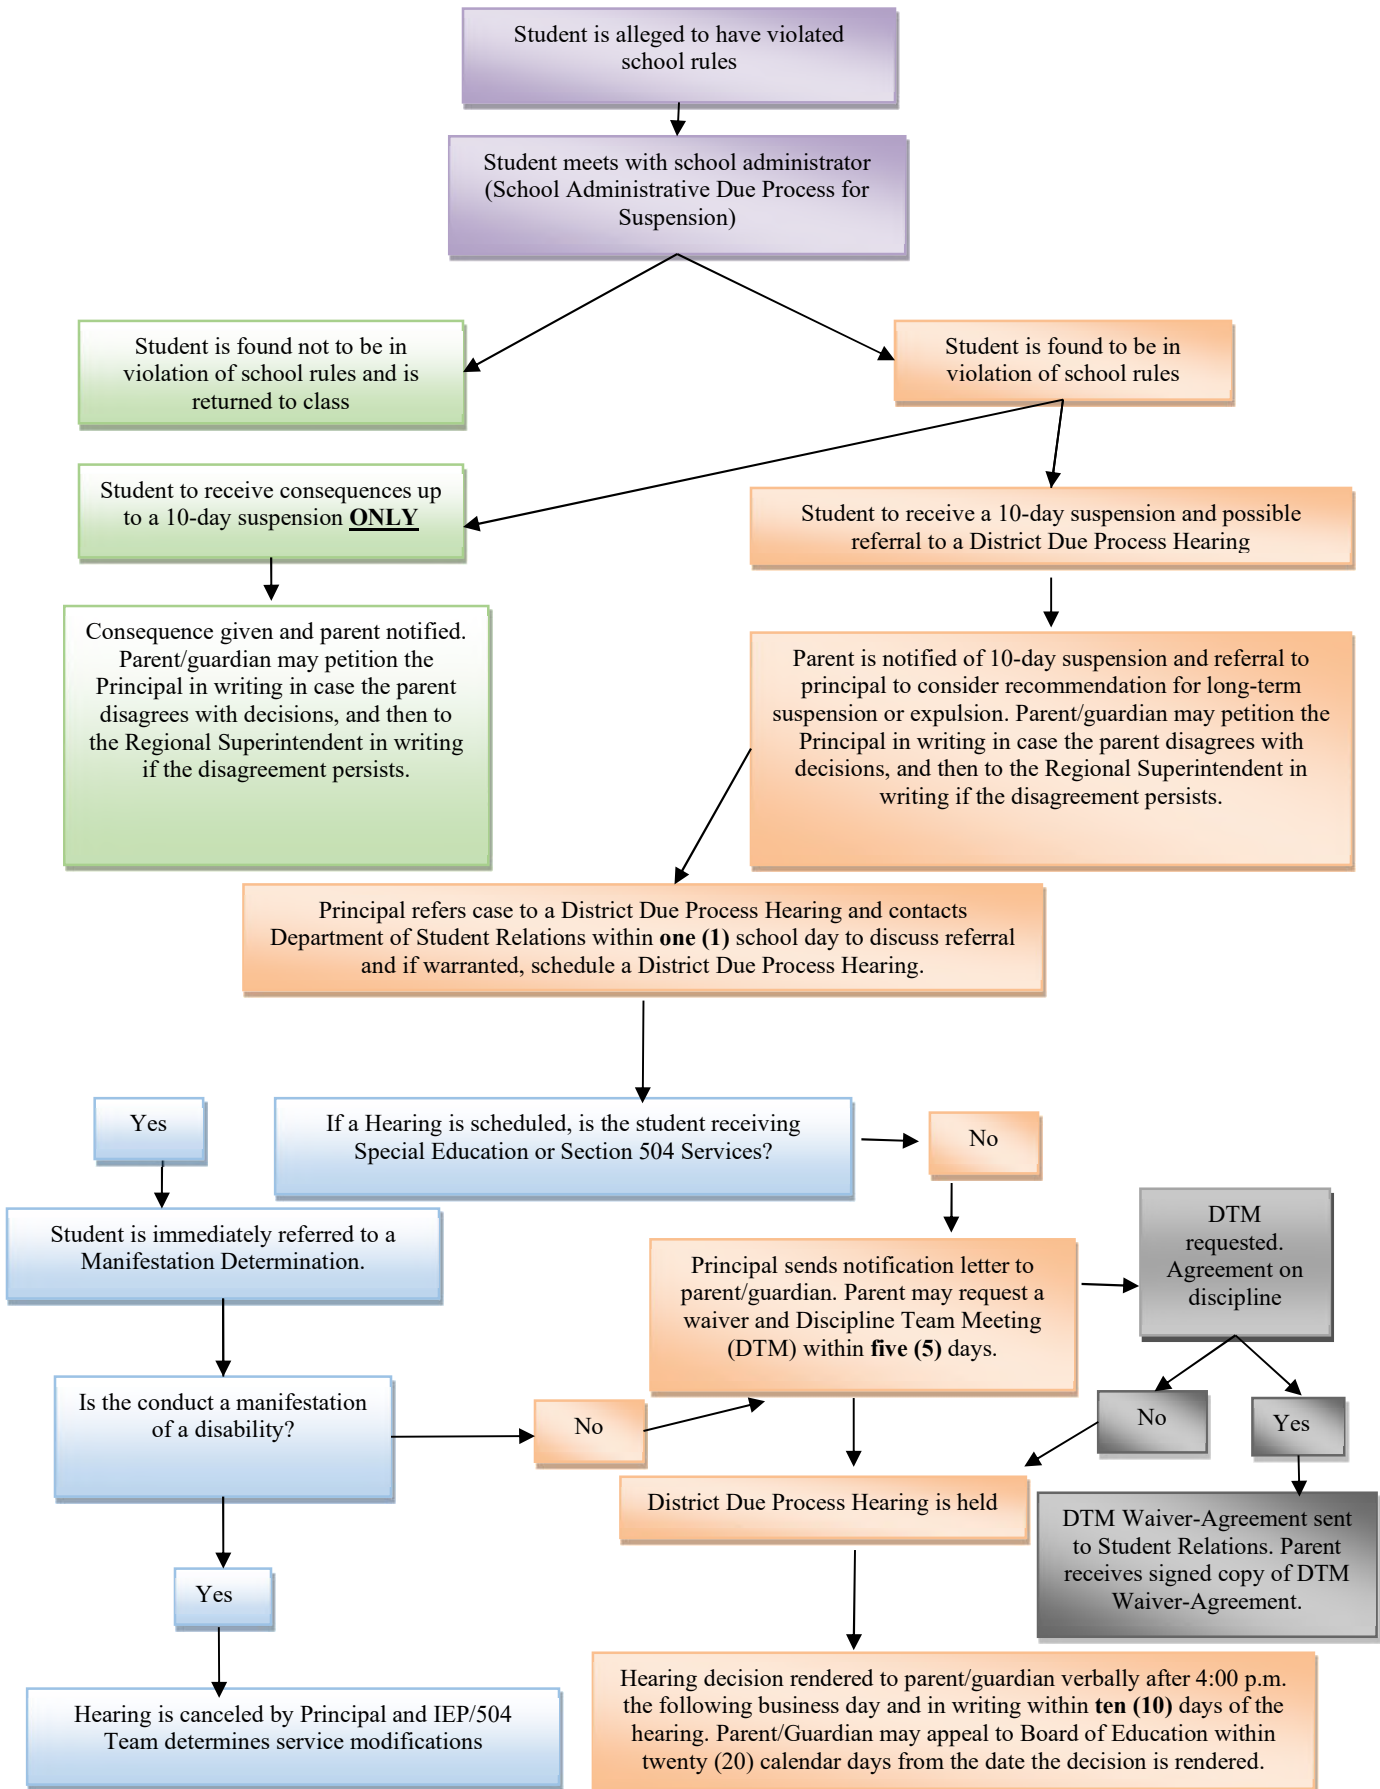 Student is alleged to have violated
school rules
Student meets with school administrator
(School Administrative Due Process for
Suspension)
Student is found not to be in
violation of school rules and is
returned to class
Student is found to be in
violation of school rules
Student to receive consequences up
to a 10-day suspension ONLY
Student to receive a 10-day suspension and possible
referral to a District Due Process Hearing
Consequence given and parent notified.
Parent/guardian may petition the
Principal in writing in case the parent
disagrees with decisions, and then to
the Regional Superintendent in writing
if the disagreement persists.
Parent is notified of 10-day suspension and referral to
principal to consider recommendation for long-term
suspension or expulsion. Parent/guardian may petition the
Principal in writing in case the parent disagrees with
decisions, and then to the Regional Superintendent in
writing if the disagreement persists.
Principal refers case to a District Due Process Hearing and contacts
Department of Student Relations within one (1) school day to discuss referral
and if warranted, schedule a District Due Process Hearing.
Yes
If a Hearing is scheduled, is the student receiving
Special Education or Section 504 Services?
No
Student is immediately referred to a
Manifestation Determination.
Principal sends notification letter to
parent/guardian. Parent may request a
waiver and Discipline Team Meeting
(DTM) within five (5) days.
DTM
requested.
Agreement on
discipline
Is the conduct a manifestation
of a disability?
No
No
Yes
District Due Process Hearing is held
DTM Waiver-Agreement sent
to Student Relations. Parent
receives signed copy of DTM
Waiver-Agreement.
Yes
Hearing is canceled by Principal and IEP/504
Team determines service modifications
Hearing decision rendered to parent/guardian verbally after 4:00 p.m.
the following business day and in writing within ten (10) days of the
hearing. Parent/Guardian may appeal to Board of Education within
twenty (20) calendar days from the date the decision is rendered.